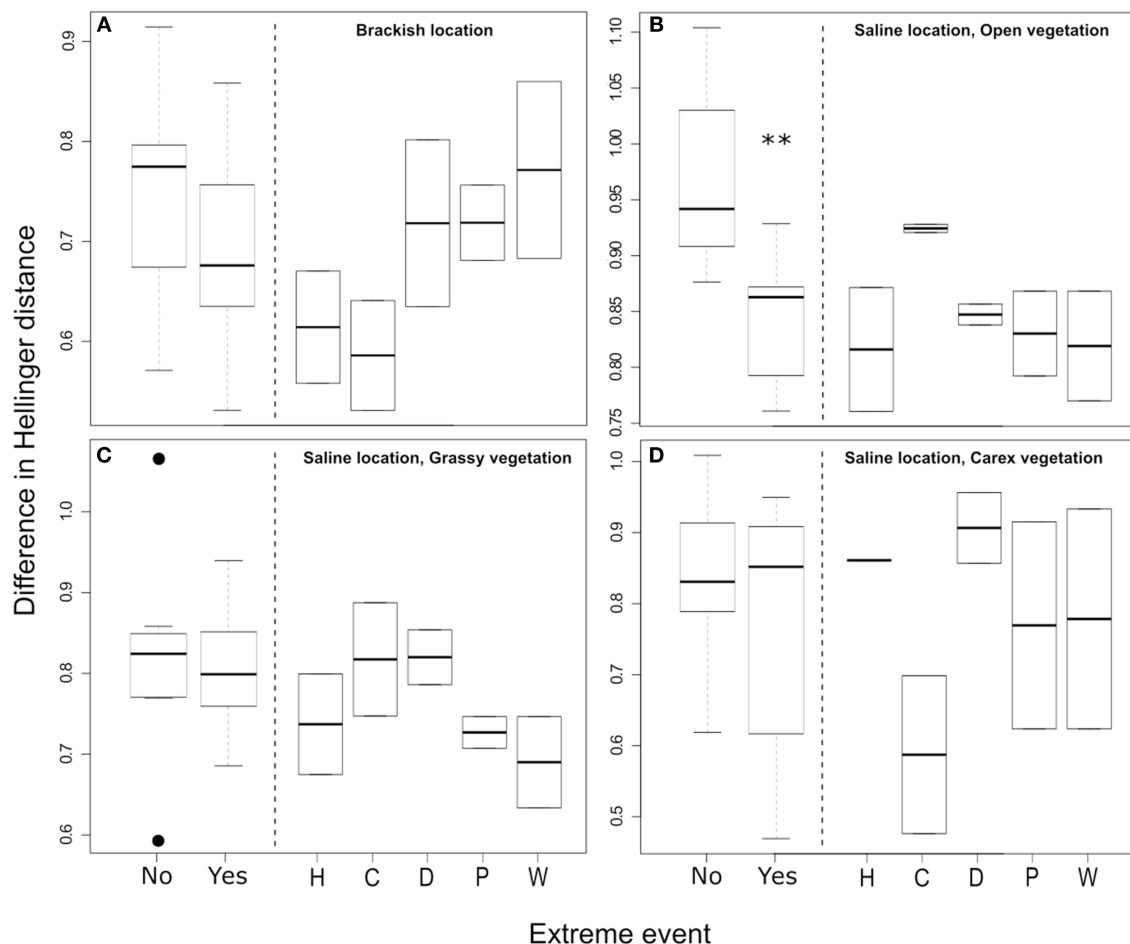 A
Brackish location
0.9
0.8
0.7
0.6
B
Saline location, Open vegetation
1.10
1.05
1.00
0.95
0.90
0.85
0.80
0.75
**
C
Saline location, Grassy vegetation
1.0
0.9
0.8
0.7
0.6
D
Saline location, Carex vegetation
1.0
0.9
0.8
0.7
0.6
0.5
Difference in Hellinger distance
No Yes H C D P W
No Yes H C D P W
Extreme event